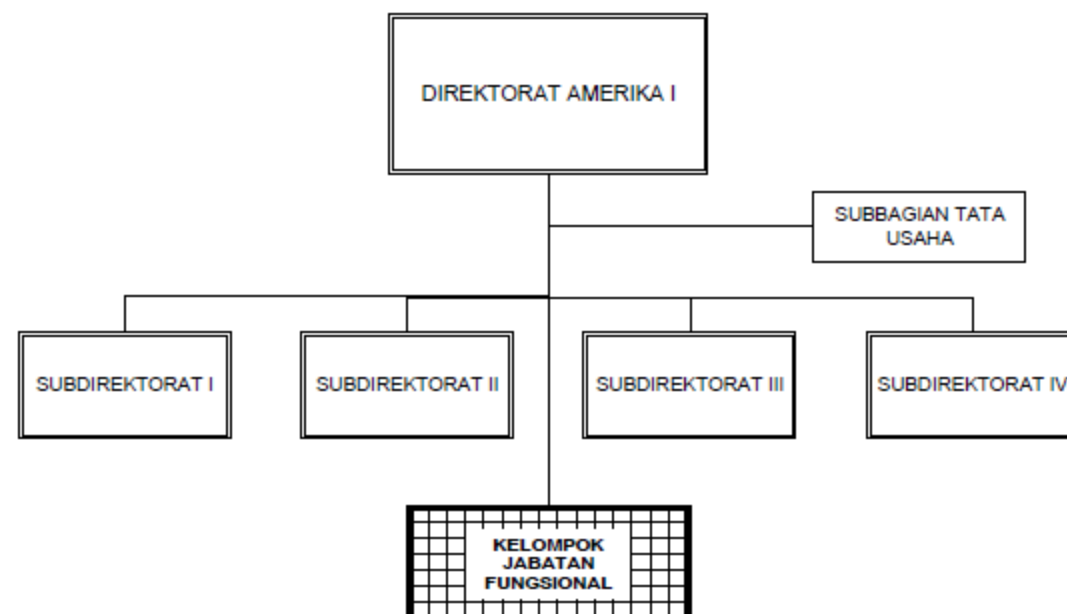 DIREKTORAT AMERIKA I
SUBBAGIAN TATA
USAHA
SUBDIREKTORAT I
SUBDIREKTORAT II
SUBDIREKTORAT III
SUBDIREKTORAT IV
KELOMPOK
JABATAN
FUNGSIONAL